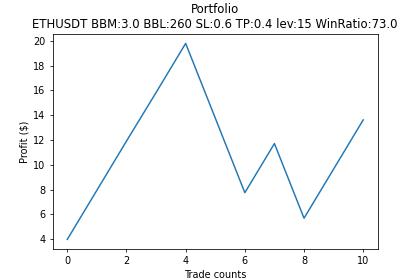 Portfolio
ETHUSDT BBM:3.0 BBL:260 SL:0.6 TP:0.4 lev:15 WinRatio:73.0
20
18
16
14
12
10
8
6
4
Profit ($)
0 2 4 6 8 10
Trade counts